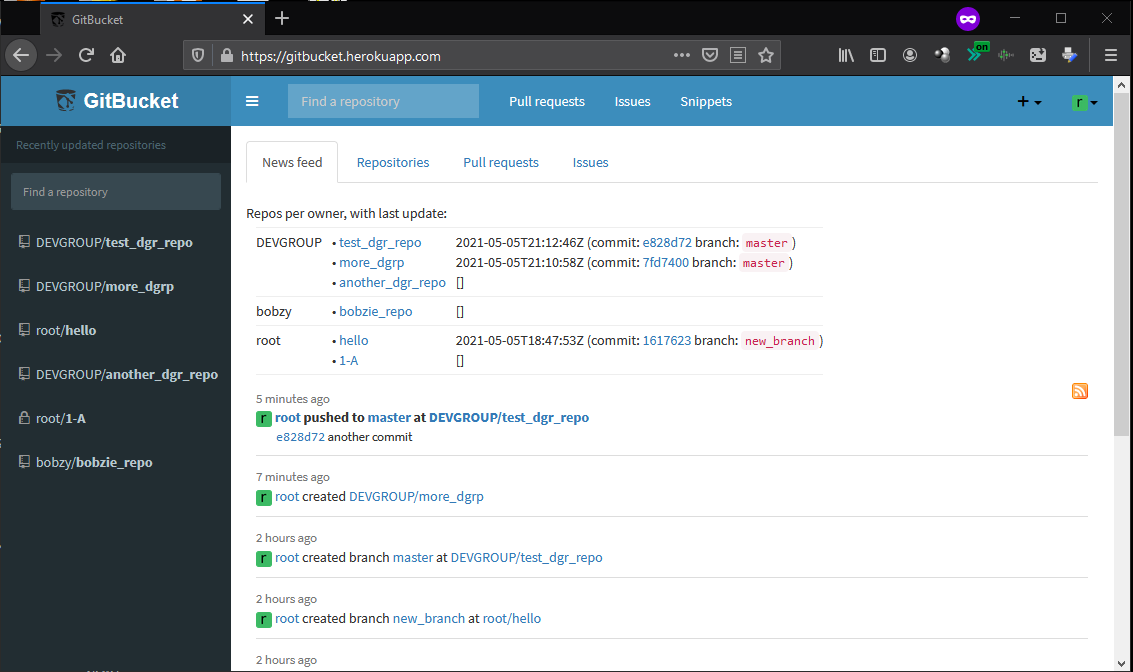 GitBucket
https://gitbucket.herokuapp.com
on
GitBucket
Find a repository
Pull requests
Issues
Snippets
r
Recently updated repositories
Find a repository
DEVGROUP/test_dgr_repo
DEVGROUP/more_dgrp
root/hello
DEVGROUP/another_dgr_repo
root/1-A
bobzy/bobzie_repo
News feed
Repositories
Pull requests
Issues
Repos per owner, with last update:
DEVGROUP • test_dgr_repo 2021-05-05T21:12:46Z (commit: e828d72 branch: master )
• more_dgrp 2021-05-05T21:10:58Z (commit: 7fd7400 branch: master )
• another_dgr_repo []
bobzy • bobzie_repo []
root • hello 2021-05-05T18:47:53Z (commit: 1617623 branch: new_branch )
• 1-A []
5 minutes ago
r root pushed to master at DEVGROUP/test_dgr_repo
e828d72 another commit
7 minutes ago
r root created DEVGROUP/more_dgrp
2 hours ago
r root created branch master at DEVGROUP/test_dgr_repo
2 hours ago
r root created branch new_branch at root/hello
2 hours ago